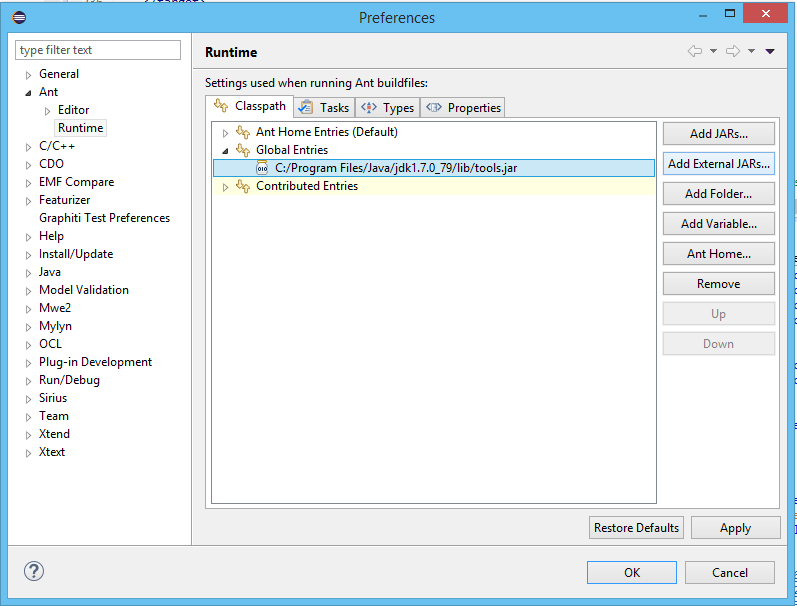 Preferences
type filter text
General
Ant
Editor
Runtime
C/C++
CDO
EMF Compare
Featurizer
Graphiti Test Preferences
Help
Install/Update
Java
Model Validation
Mwe2
Mylyn
OCL
Plug-in Development
Run/Debug
Sirius
Team
Xtend
Xtext
Runtime
Settings used when running Ant buildfiles:
Classpath Tasks Types Properties
Ant Home Entries (Default)
Global Entries
010 C:/Program Files/Java/jdk1.7.0_79/lib/tools.jar
Contributed Entries
Add JARs...
Add External JARs...
Add Folder...
Add Variable...
Ant Home...
Remove
Up
Down
Restore Defaults Apply
? OK Cancel